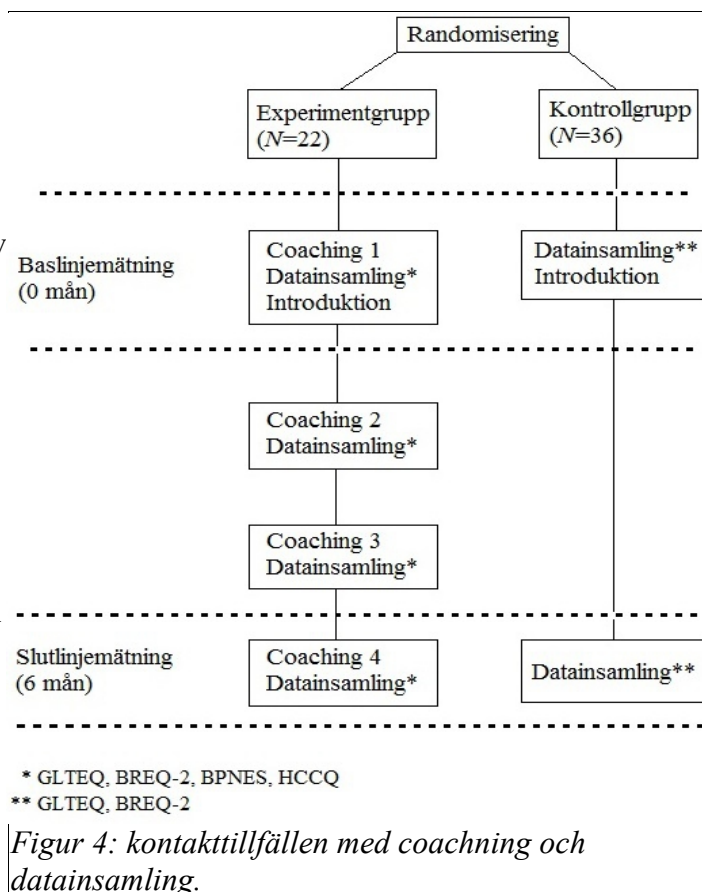 Randomisering
Experimentgrupp
(N=22)
Kontrollgrupp
(N=36)
Baslinjemätning
(0 mån)
Coaching 1
Datainsamling*
Introduktion
Datainsamling**
Introduktion
Coaching 2
Datainsamling*
Coaching 3
Datainsamling*
Slutlinjemätning
(6 mån)
Coaching 4
Datainsamling*
Datainsamling**
* GLTEQ, BREQ-2, BPNES, HCCQ
** GLTEQ, BREQ-2
Figur 4: kontakttillfällen med coachning och
datainsamling.